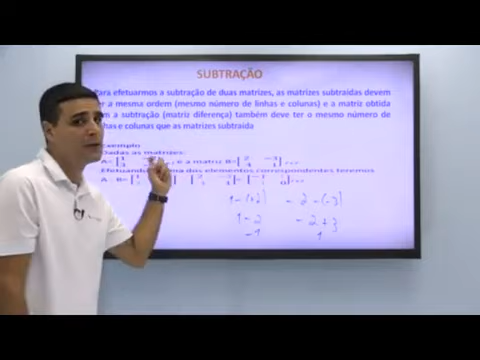 SUBTRAÇÃO
Para efetuarmos a subtração de duas matrizes, as matrizes subtraídas devem
ter a mesma ordem (mesmo número de linhas e colunas) e a matriz obtida
com a subtração (matriz diferença) também deve ter o mesmo número de
linhas e colunas que as matrizes subtraída
Exemplo
Dadas as matrizes:
A= e a matriz B=
Efetuando a soma dos elementos correspondentes teremos
A - B=
1-(+2) - 2 - (-3)
1 - 2 - 2 + 3
- 1 1